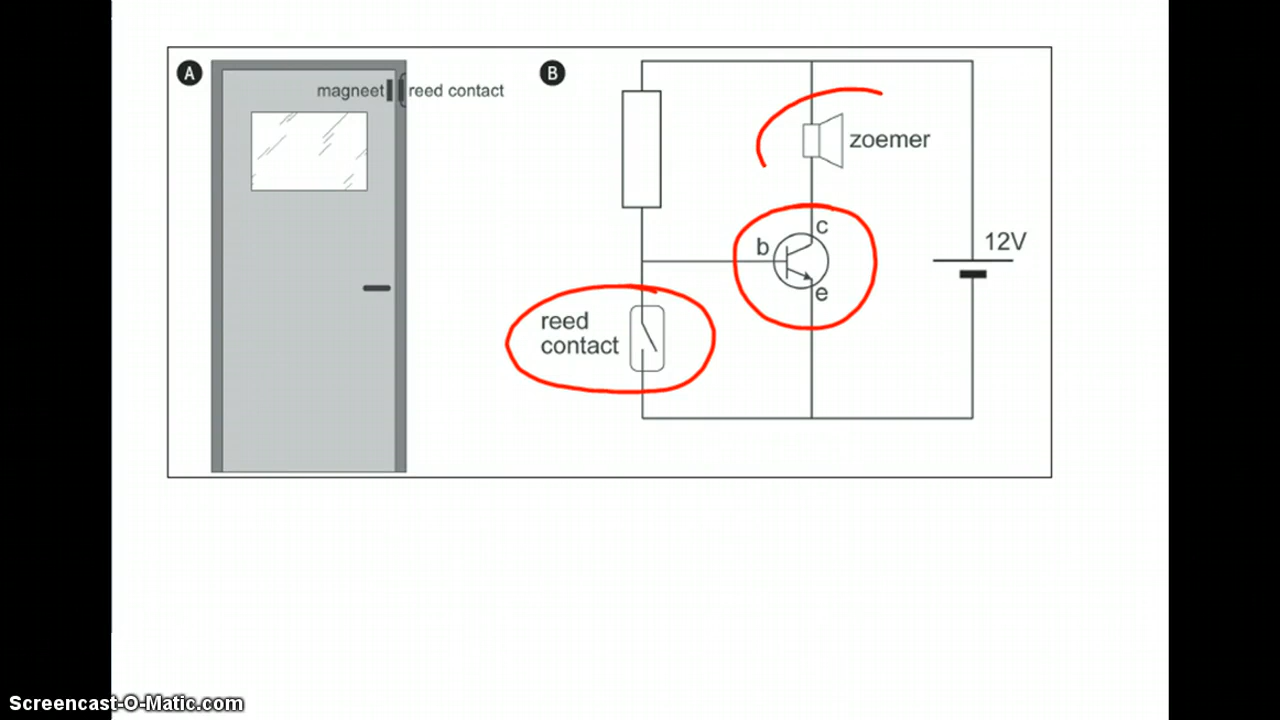 A
magneet
reed contact
B
zoemer
c
b
12V
e
reed
contact
Screencast-O-Matic.com